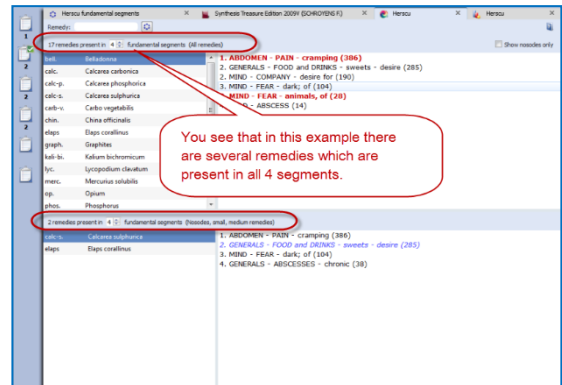 Herscu fundamental segments
Synthesis Treasure Edition 2009V (SCHROYENS F.)
Herscu
Herscu
1
Remedy:
17 remedies present in 4 fundamental segments (All remedies)
Show nosodes only
2
bell. Belladonna
calc. Calcarea carbonica
calc-p. Calcarea phosphorica
calc-s. Calcarea sulphurica
carb-v. Carbo vegetabilis
chin. China officinalis
elaps Elaps corallinus
graph. Graphites
kali-bi. Kalium bichromicum
lyc. Lycopodium clavatum
merc. Mercurius solubilis
op. Opium
phos. Phosphorus
2
2
1. ABDOMEN - PAIN - cramping (386)
2. GENERALS - FOOD and DRINKS - sweets - desire (285)
2. MIND - COMPANY - desire for (190)
3. MIND - FEAR - dark; of (104)
MIND - FEAR - animals, of (20)
- ABSCESS (14)
You see that in this example there
are several remedies which are
present in all 4 segments.
2 remedies present in 4 fundamental segments (Nosodes, small, medium remedies)
calc-s. Calcarea sulphurica
elaps Elaps corallinus
1. ABDOMEN - PAIN - cramping (386)
2. GENERALS - FOOD and DRINKS - sweets - desire (285)
3. MIND - FEAR - dark; of (104)
4. GENERALS - ABSCESSES - chronic (38)